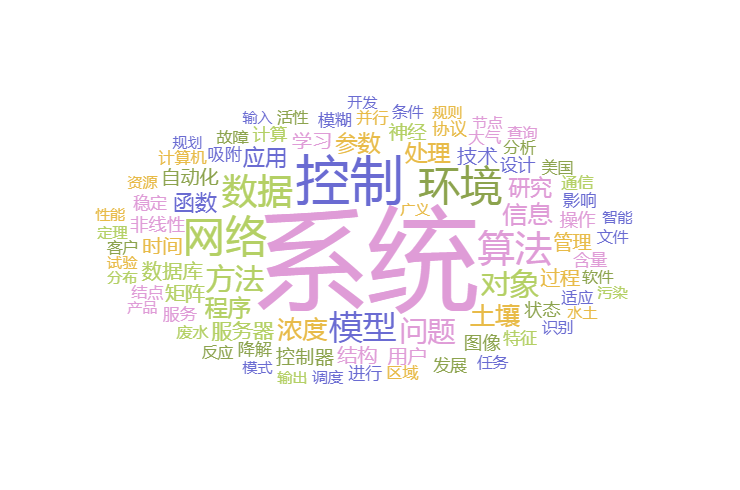 开发
输入
活性
模糊
并行
条件
规则
节点
规划
故障
计算
学习
参数
神经
协议
大气
查询
计算机
吸附
应用
控制
处理
技术
设计
分析
美国
资源
自动化
数据
环境
研究
通信
性能
稳定
函数
广义
信息
影响
智能
定理
非线性
网络
系统
算法
操作
管理
文件
客户
时间
试验
数据库
方法
对象
过程
含量
软件
分布
结点
矩阵
程序
土壤
状态
适应
污染
产品
服务
服务器
浓度
模型
问题
水土
识别
废水
反应
降解
控制器
结构
用户
图像
特征
模式
输出
调度
进行
区域
发展
任务